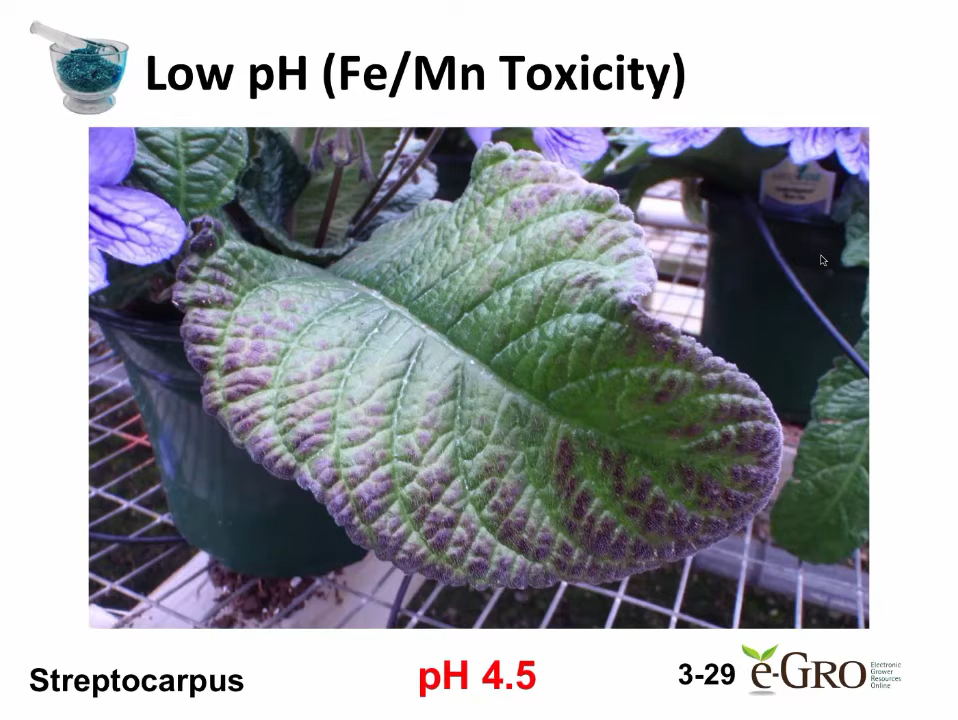 Low pH (Fe/Mn Toxicity)
Streptocarpus
pH 4.5
3-29
e-GRO
Electronic
Grower
Resources
Online